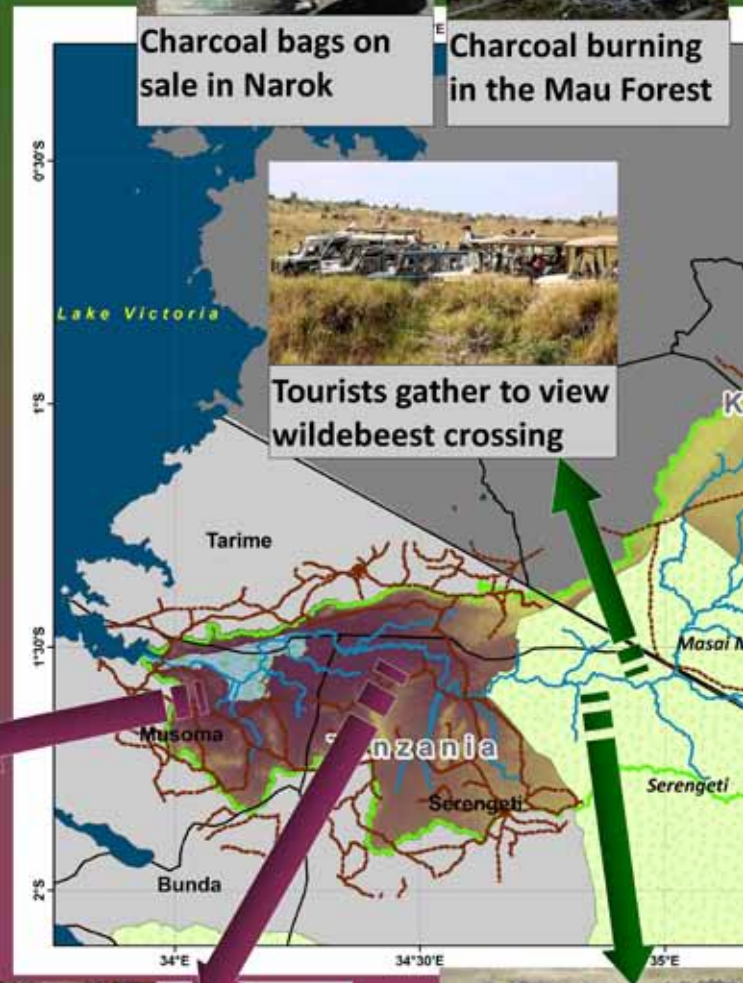 Charcoal bags on
sale in Narok
Charcoal burning
in the Mau Forest
0°30'S
Lake Victoria
Tourists gather to view
wildebeest crossing
1°S
K
Tarime
1°30'S
Masai M
Musoma
Tanzania
Serengeti
Serengeti
Bunda
2°S
34°E
34°30'E
35°E